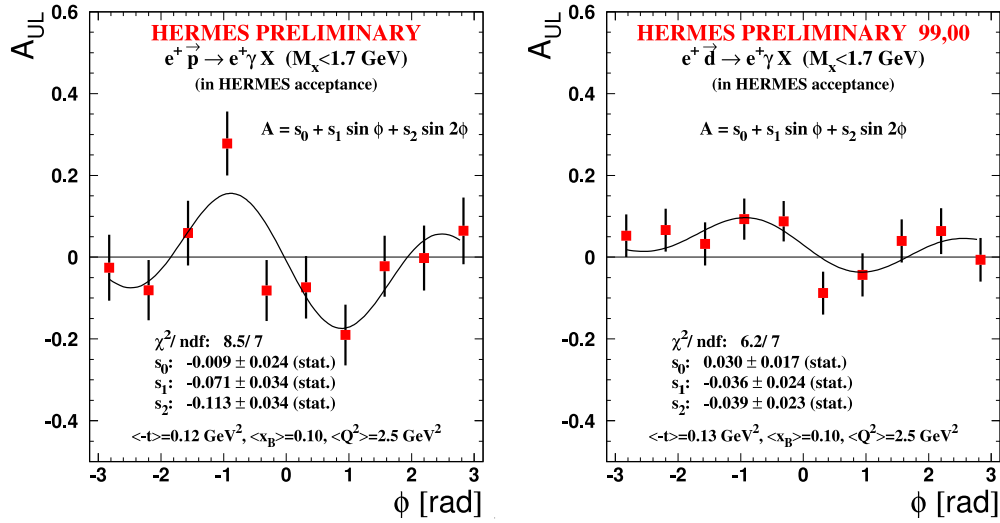 A_UL
HERMES PRELIMINARY
e⁺ p⃗ → e⁺ γ X (Mₓ<1.7 GeV)
(in HERMES acceptance)
A = s₀ + s₁ sin ϕ + s₂ sin 2ϕ
0.6
0.4
0.2
0
-0.2
-0.4
χ²/ ndf: 8.5/ 7
s₀: -0.009 ± 0.024 (stat.)
s₁: -0.071 ± 0.034 (stat.)
s₂: -0.113 ± 0.034 (stat.)
<-t>=0.12 GeV², <x_B>=0.10, <Q²>=2.5 GeV²
-3 -2 -1 0 1 2 3
ϕ [rad]
A_UL
HERMES PRELIMINARY 99,00
e⁺ d⃗ → e⁺ γ X (Mₓ<1.7 GeV)
(in HERMES acceptance)
A = s₀ + s₁ sin ϕ + s₂ sin 2ϕ
0.6
0.4
0.2
0
-0.2
-0.4
χ²/ ndf: 6.2/ 7
s₀: 0.030 ± 0.017 (stat.)
s₁: -0.036 ± 0.024 (stat.)
s₂: -0.039 ± 0.023 (stat.)
<-t>=0.13 GeV², <x_B>=0.10, <Q²>=2.5 GeV²
-3 -2 -1 0 1 2 3
ϕ [rad]